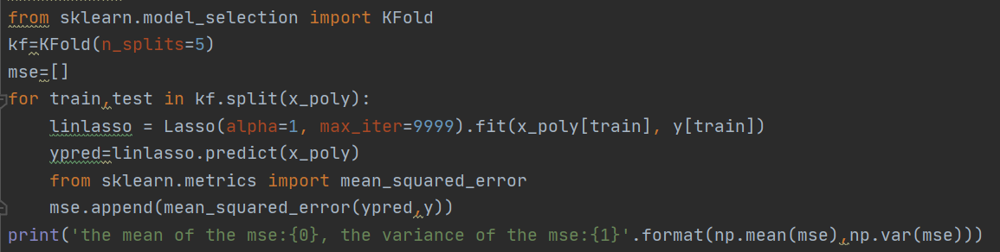 from sklearn.model_selection import KFold
kf=KFold(n_splits=5)
mse=[]
for train,test in kf.split(x_poly):
    linlasso = Lasso(alpha=1, max_iter=9999).fit(x_poly[train], y[train])
    ypred=linlasso.predict(x_poly)
    from sklearn.metrics import mean_squared_error
    mse.append(mean_squared_error(ypred,y))
print('the mean of the mse:{0}, the variance of the mse:{1}'.format(np.mean(mse),np.var(mse)))